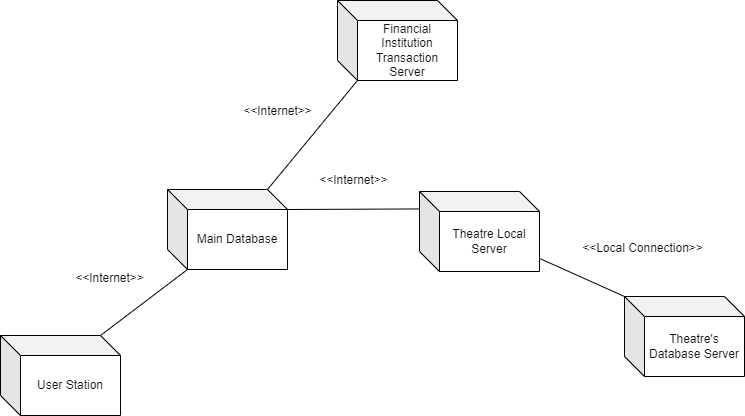 Financial
Institution
Transaction
Server
<<Internet>>
<<Internet>>
Main Database
Theatre Local
Server
<<Local Connection>>
<<Internet>>
Theatre's
Database Server
User Station